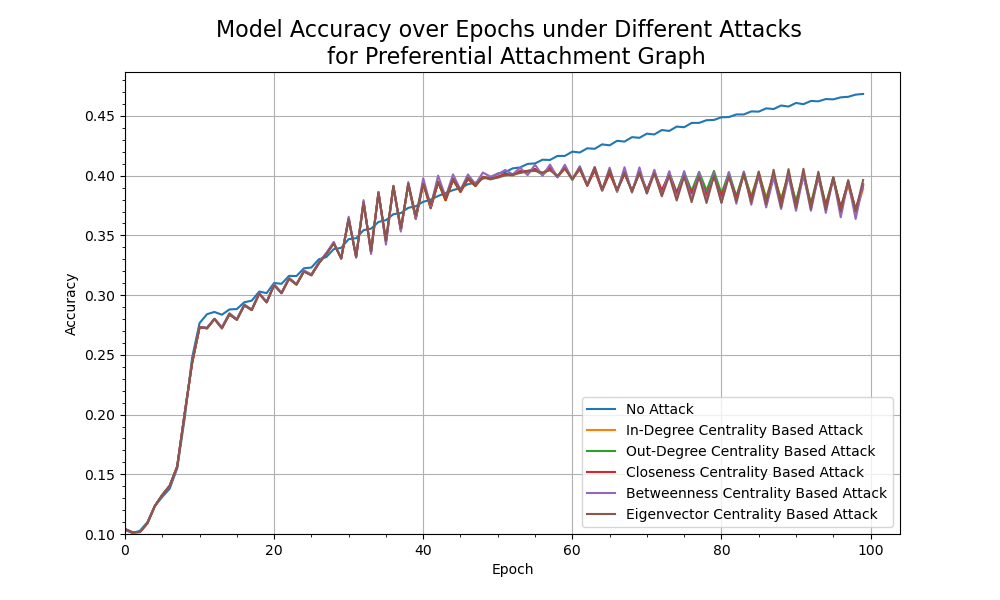 Model Accuracy over Epochs under Different Attacks
for Preferential Attachment Graph
0.45
0.40
0.35
0.30
0.25
0.20
0.15
0.10
Accuracy
0 20 40 60 80 100
Epoch
No Attack
In-Degree Centrality Based Attack
Out-Degree Centrality Based Attack
Closeness Centrality Based Attack
Betweenness Centrality Based Attack
Eigenvector Centrality Based Attack